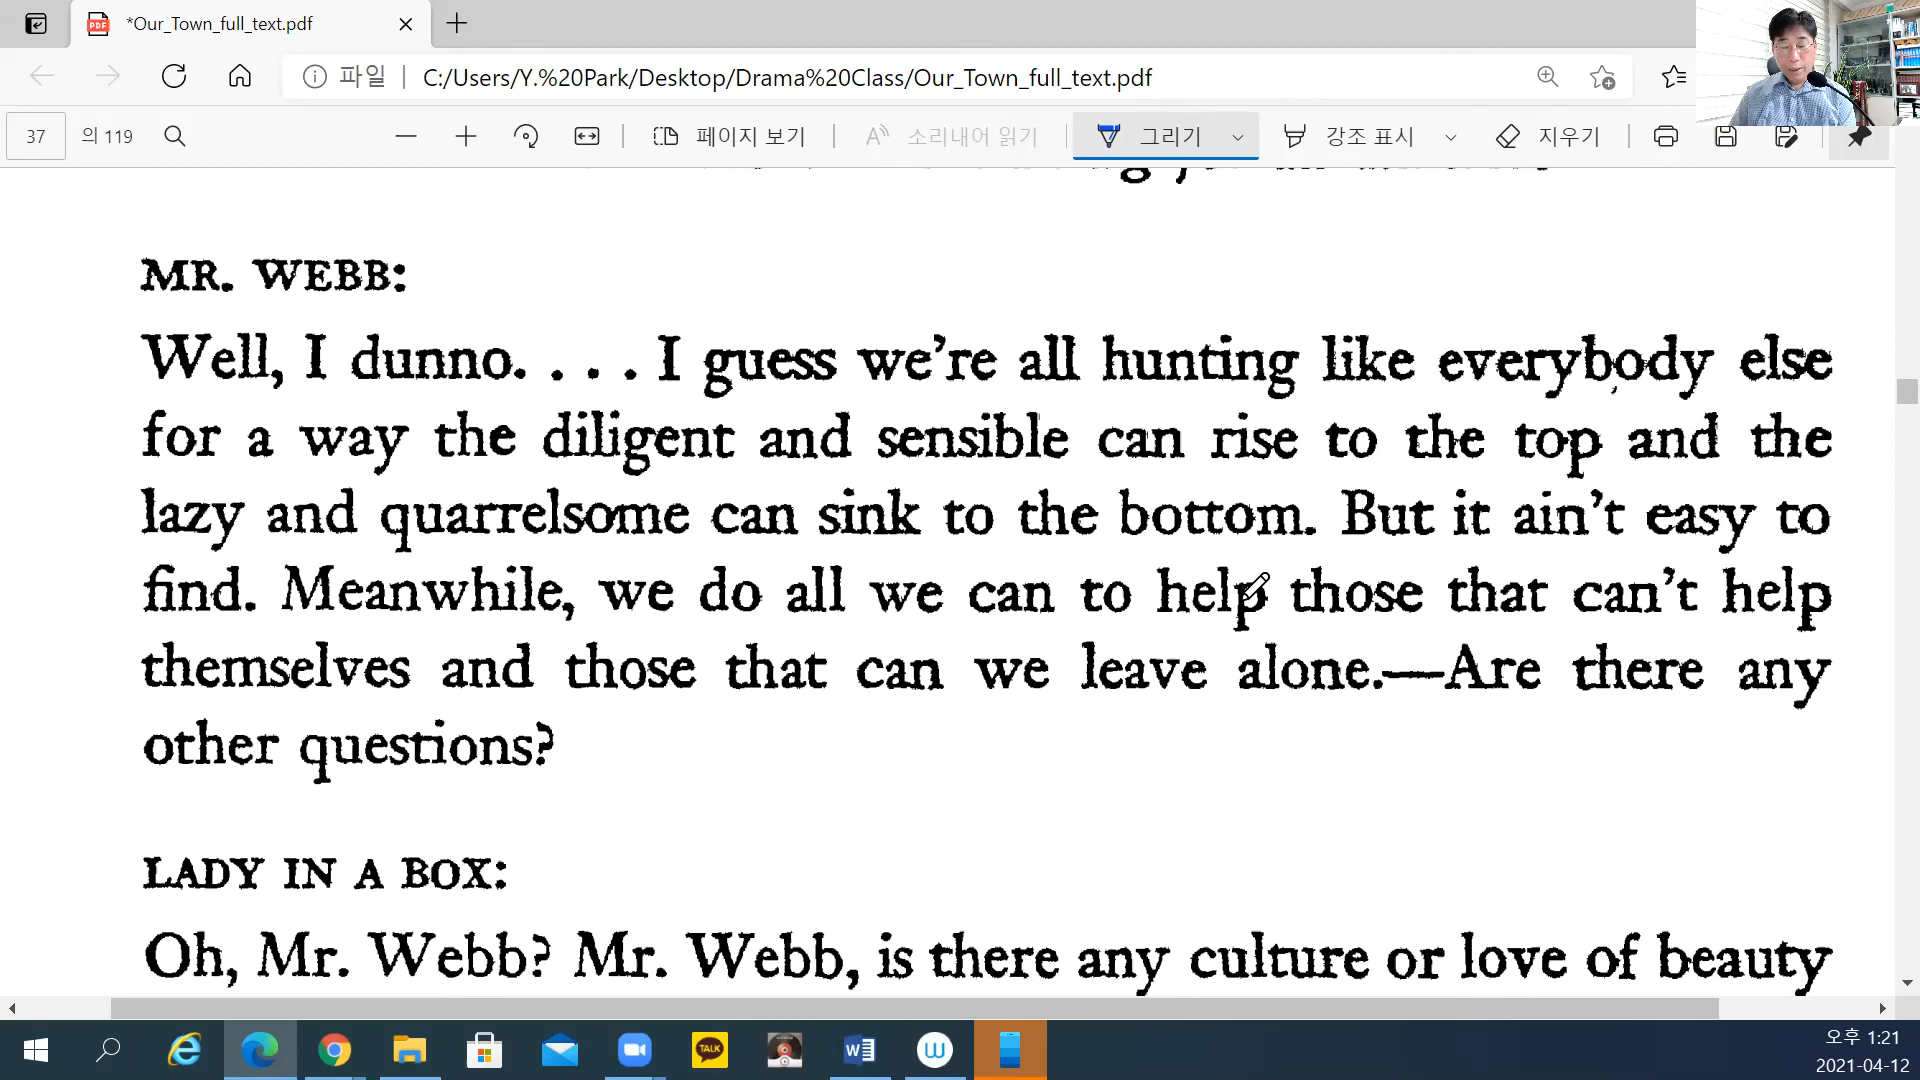 *Our_Town_full_text.pdf
파일 C:/Users/Y.%20Park/Desktop/Drama%20Class/Our_Town_full_text.pdf
37 의 119 페이지 보기 소리내어 읽기 그리기 강조 표시 지우기
MR. WEBB:
Well, I dunno. . . . I guess we're all hunting like everybody else
for a way the diligent and sensible can rise to the top and the
lazy and quarrelsome can sink to the bottom. But it ain't easy to
find. Meanwhile, we do all we can to help those that can't help
themselves and those that can we leave alone.—Are there any
other questions?
LADY IN A BOX:
Oh, Mr. Webb? Mr. Webb, is there any culture or love of beauty
TALK
오후 1:21
2021-04-12